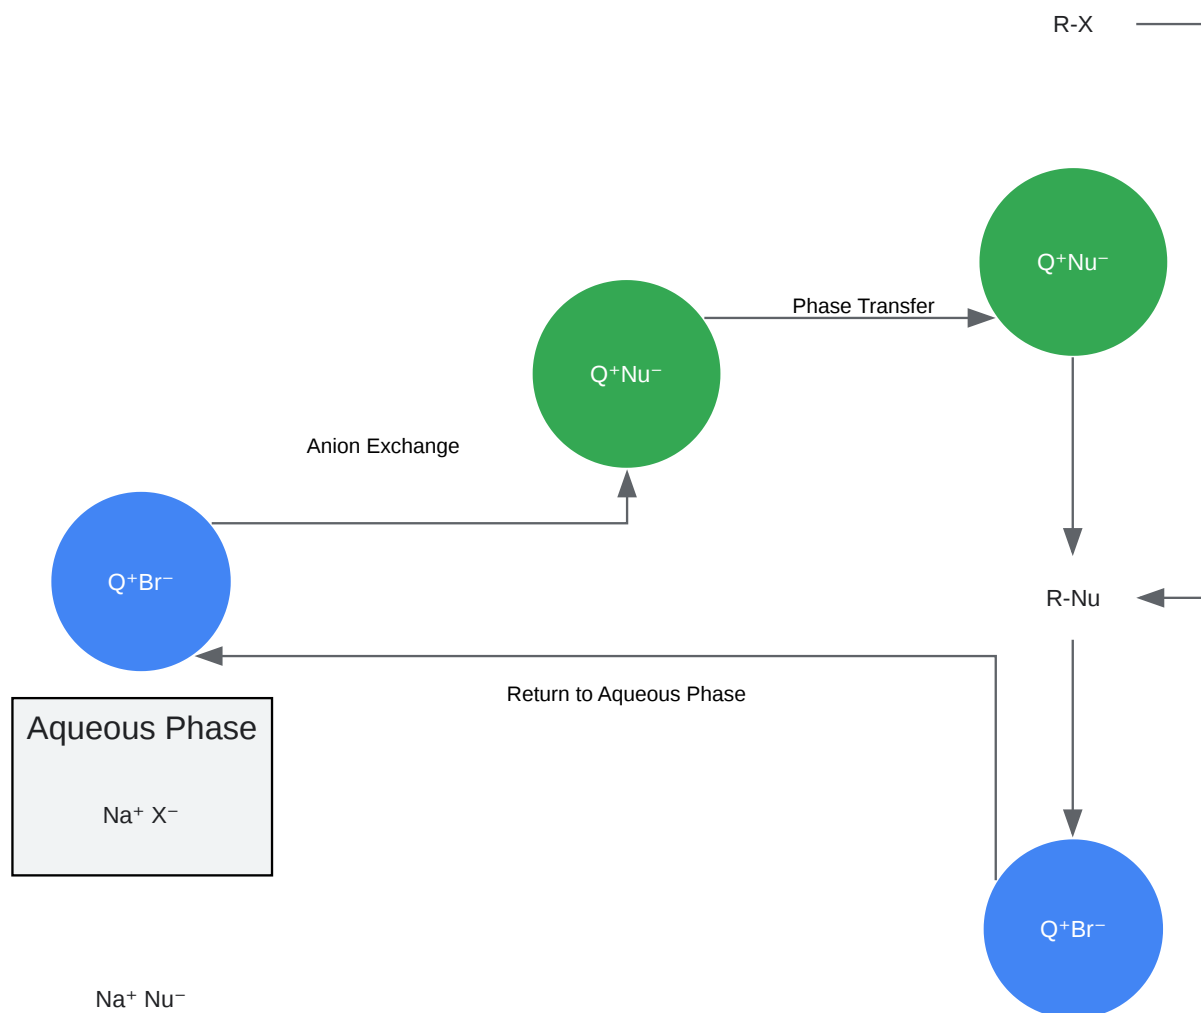 R-X
Q⁺Nu⁻
Phase Transfer
Q⁺Nu⁻
Anion Exchange
Q⁺Br⁻
R-Nu
Return to Aqueous Phase
Aqueous Phase
Na⁺ X⁻
Q⁺Br⁻
Na⁺ Nu⁻